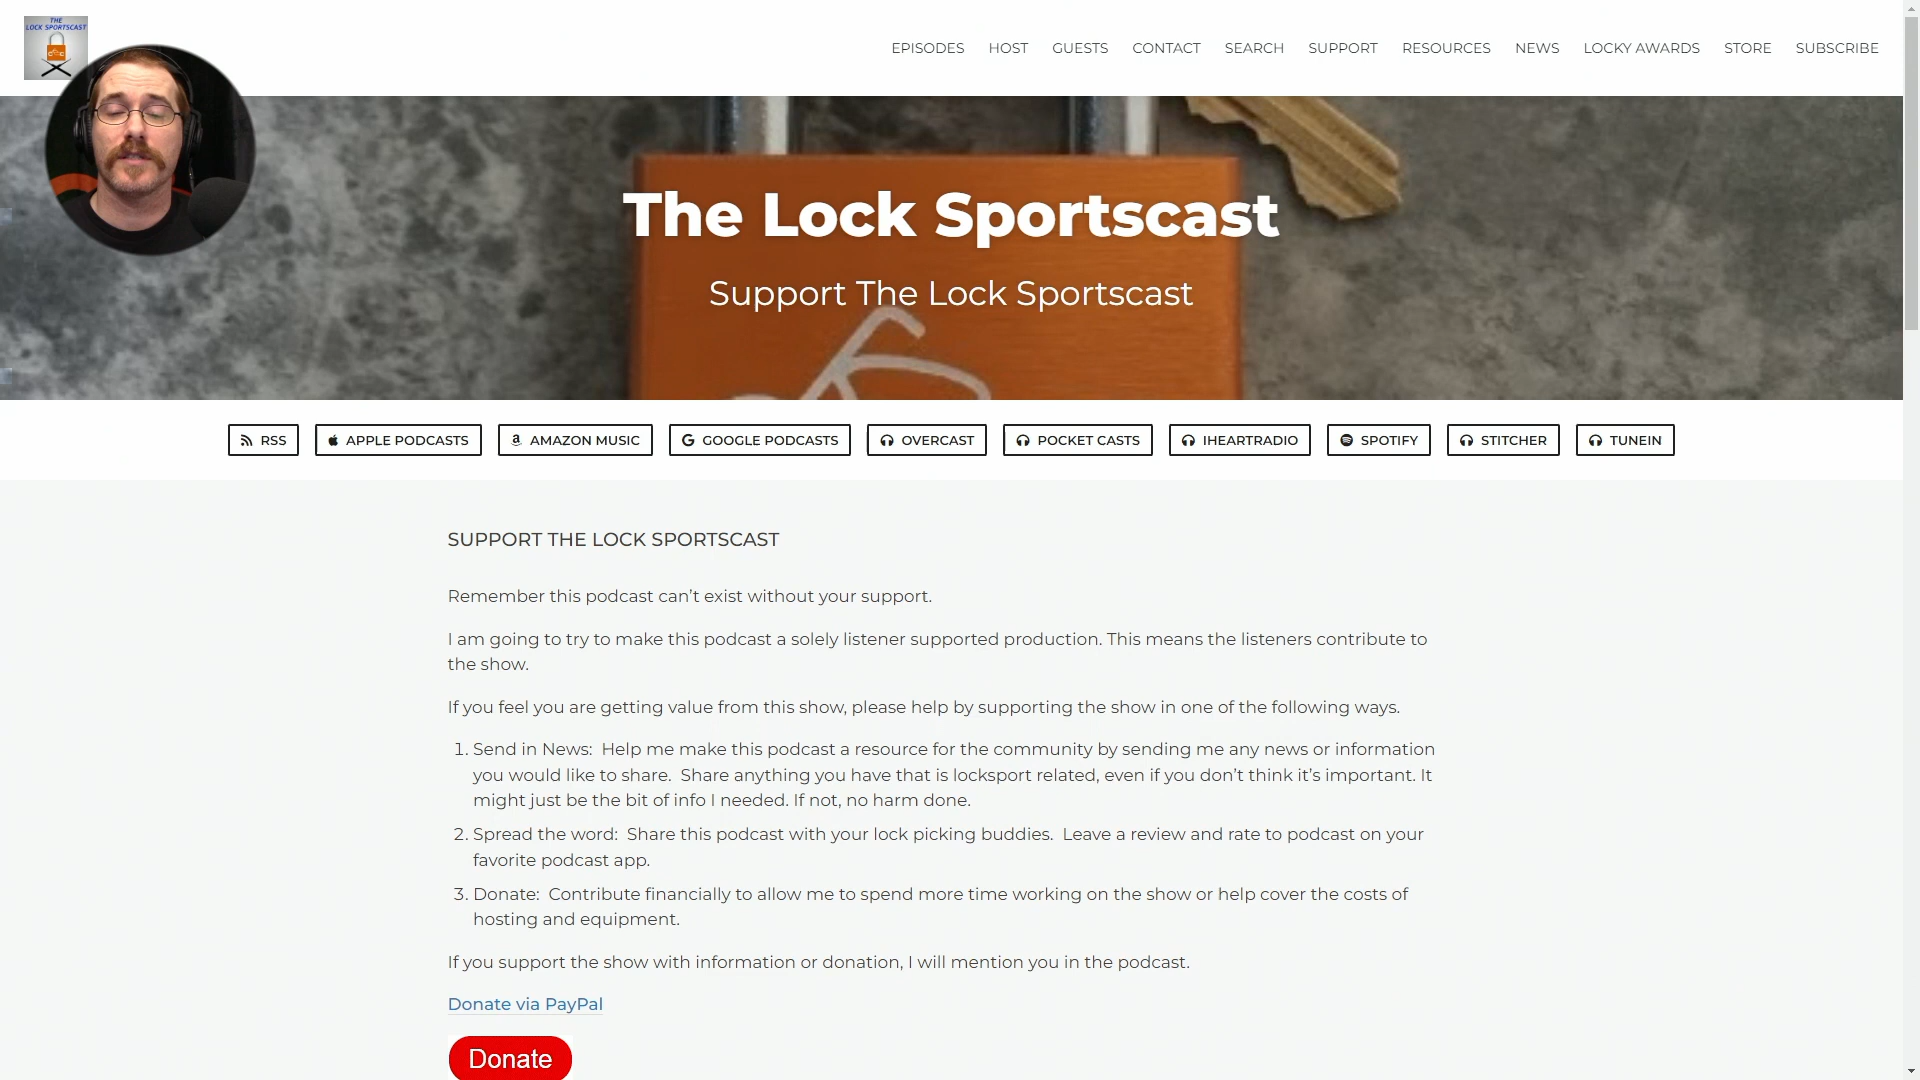 THE
LOCK SPORTSCAST
EPISODES HOST GUESTS CONTACT SEARCH SUPPORT RESOURCES NEWS LOCKY AWARDS STORE SUBSCRIBE
The Lock Sportscast
Support The Lock Sportscast
RSS APPLE PODCASTS AMAZON MUSIC GOOGLE PODCASTS OVERCAST POCKET CASTS IHEARTRADIO SPOTIFY STITCHER TUNEIN
SUPPORT THE LOCK SPORTSCAST
Remember this podcast can’t exist without your support.
I am going to try to make this podcast a solely listener supported production. This means the listeners contribute to
the show.
If you feel you are getting value from this show, please help by supporting the show in one of the following ways.
1. Send in News:  Help me make this podcast a resource for the community by sending me any news or information
you would like to share.  Share anything you have that is locksport related, even if you don’t think it’s important. It
might just be the bit of info I needed. If not, no harm done.
2. Spread the word:  Share this podcast with your lock picking buddies.  Leave a review and rate to podcast on your
favorite podcast app.
3. Donate:  Contribute financially to allow me to spend more time working on the show or help cover the costs of
hosting and equipment.
If you support the show with information or donation, I will mention you in the podcast.
Donate via PayPal
Donate